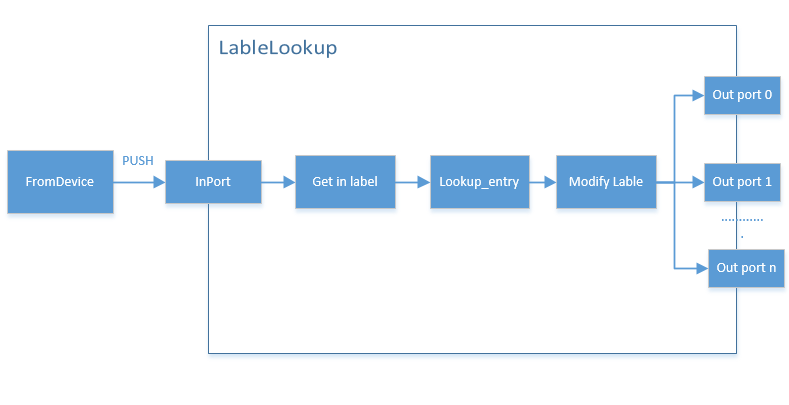 LableLookup
Out port 0
PUSH
FromDevice
InPort
Get in label
Lookup_entry
Modify Lable
Out port 1
............
.
Out port n